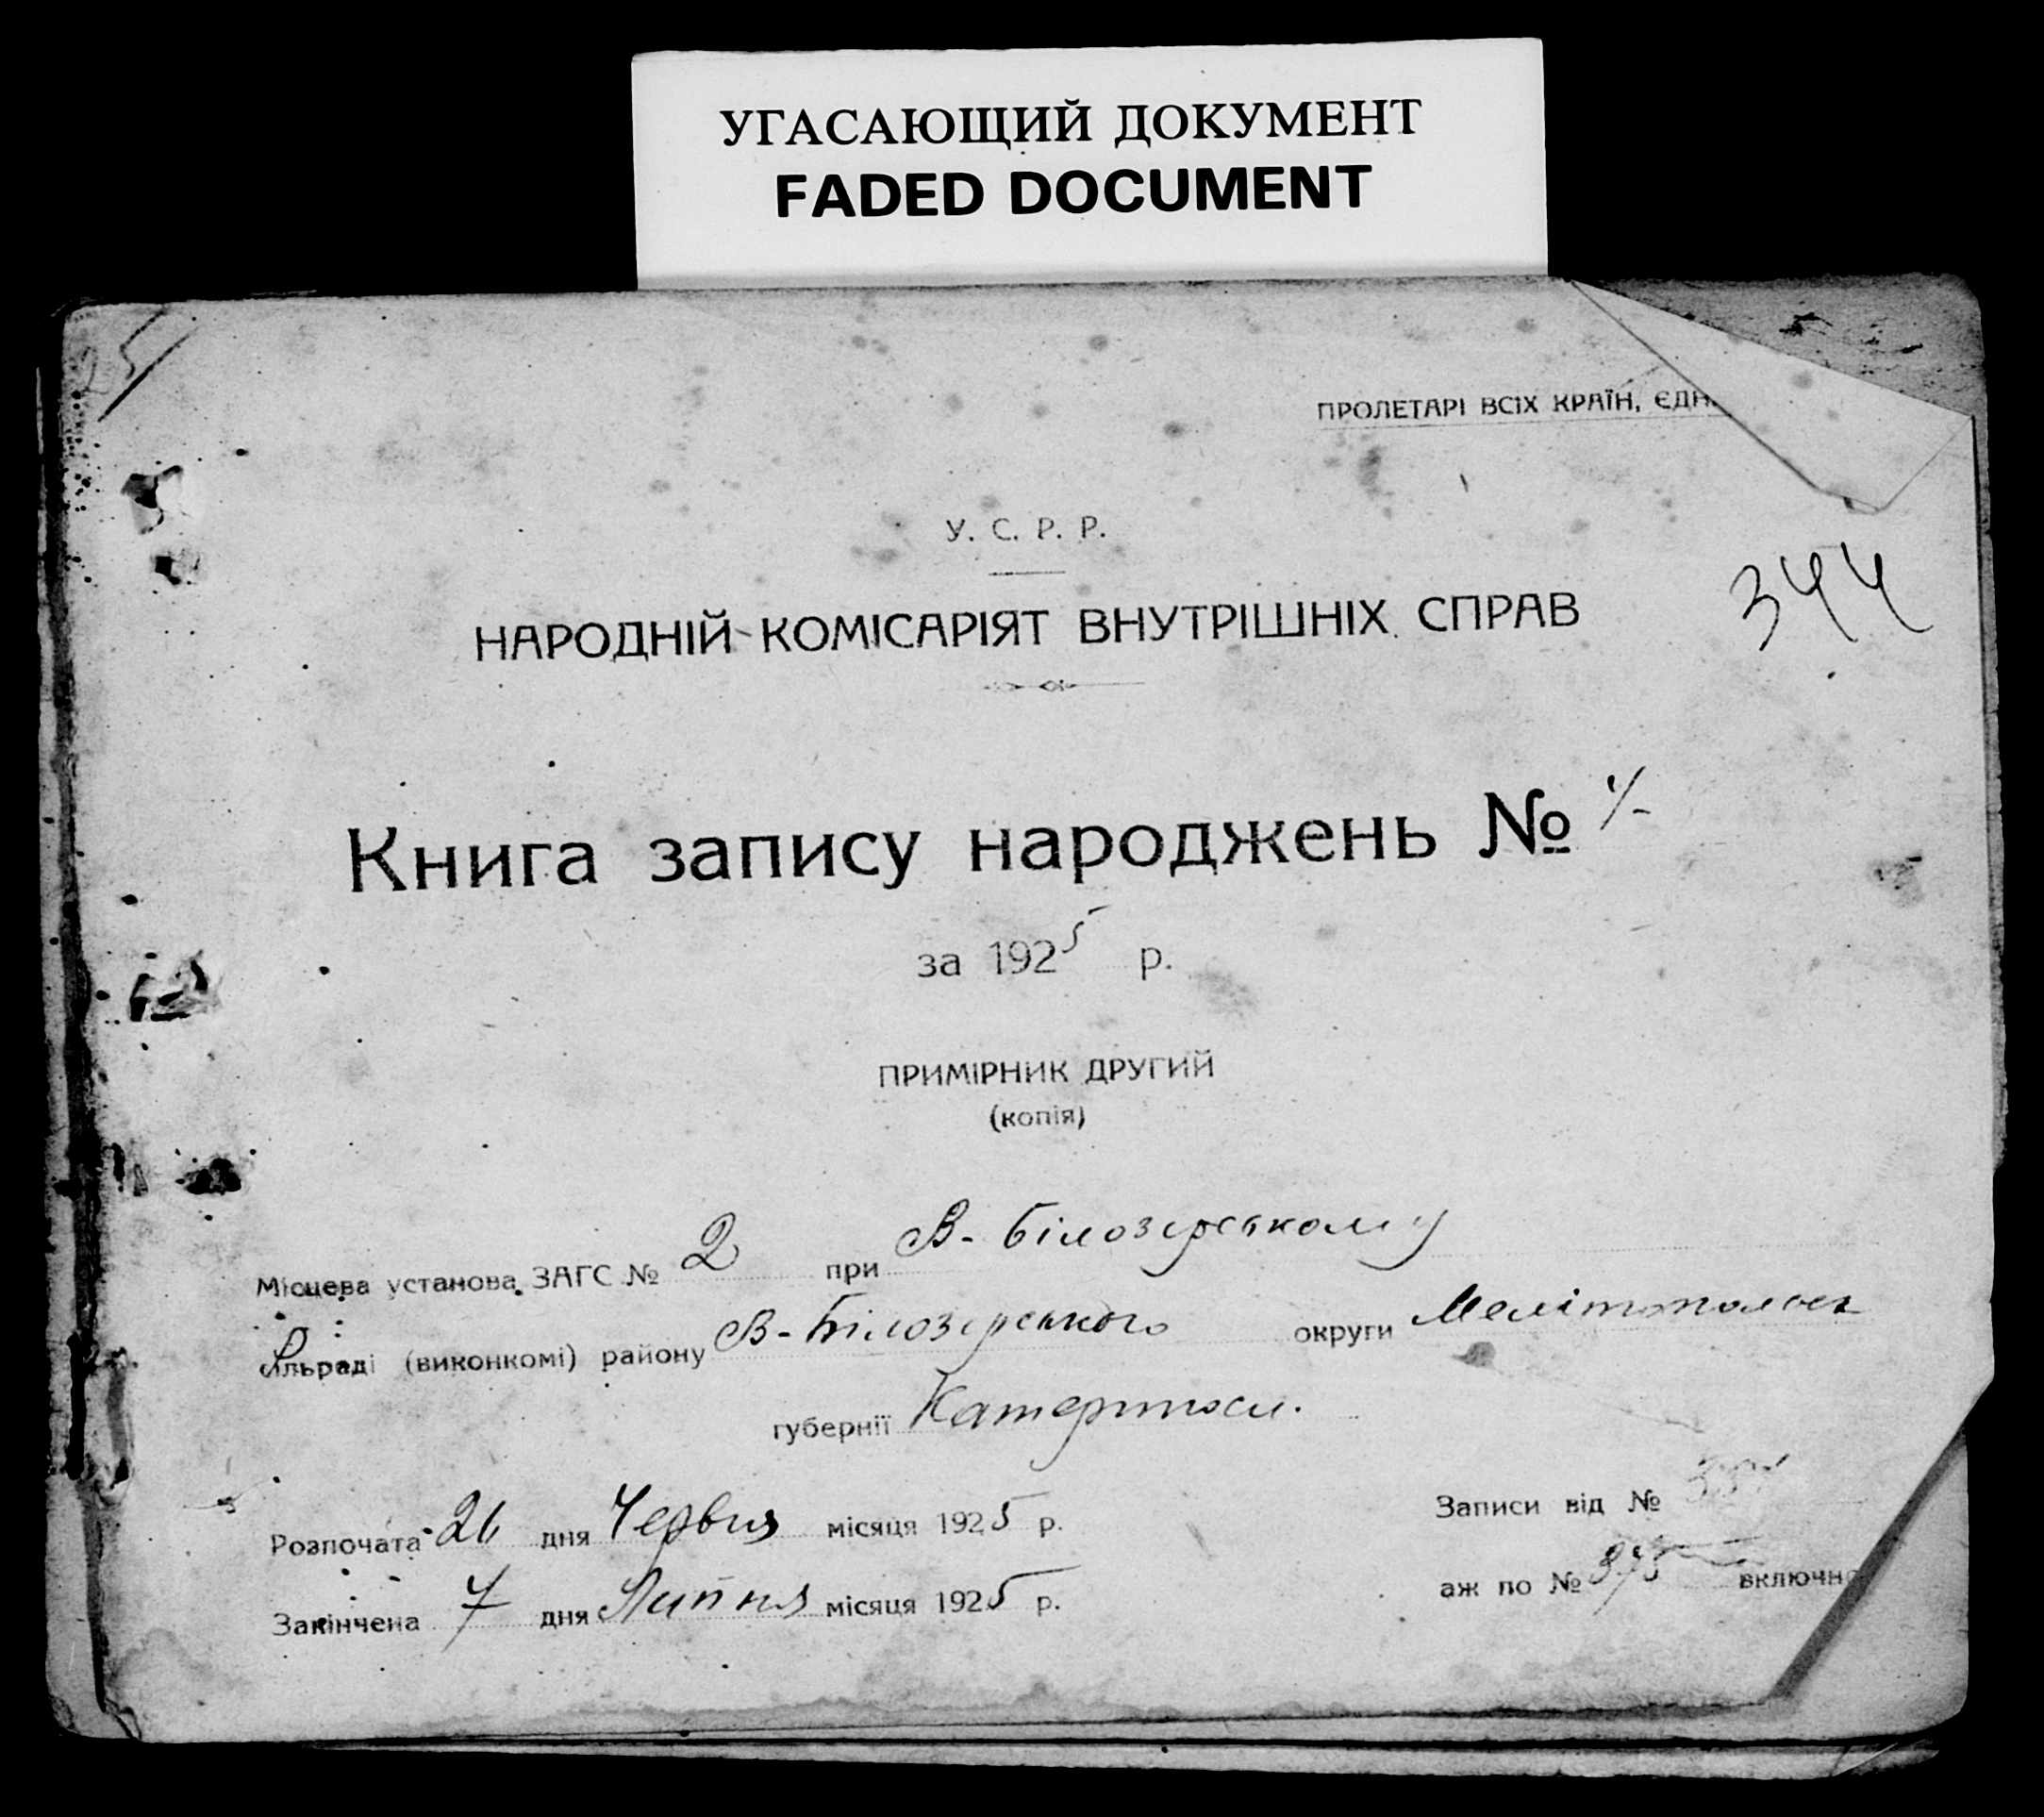 УГАСАЮЩИЙ ДОКУМЕНТ
FADED DOCUMENT
ПРОЛЕТАРІ ВСІХ КРАЇН, ЄДН
У. С. Р. Р.
НАРОДНІЙ КОМІСАРІЯТ ВНУТРІШНІХ СПРАВ
344
Книга запису народжень №
за 1925 р.
ПРИМІРНИК ДРУГИЙ
(копія)
Місцева установа ЗАГС № 2 при В-Білозерському
сільраді (виконкомі) району В-Білозерського округи
губернії Катериносл.
Розпочата 26 дня Червня місяця 1925 р.
Записи від №
Закінчена 7 дня Липня місяця 1925 р.
аж по № 375 включно